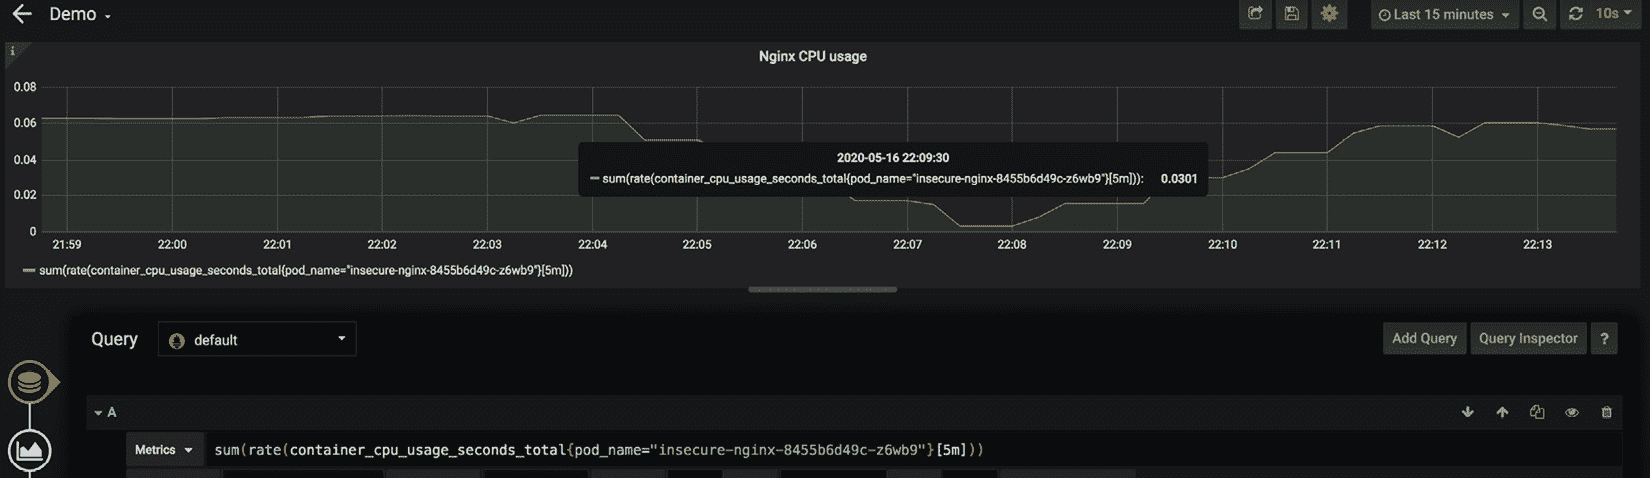 Demo
Last 15 minutes
10s
i
Nginx CPU usage
0.08
0.06
0.04
0.02
0
2020-05-16 22:09:30
sum(rate(container_cpu_usage_seconds_total{pod_name="insecure-nginx-8455b6d49c-z6wb9"}[5m])): 0.0301
21:59 22:00 22:01 22:02 22:03 22:04 22:05 22:06 22:07 22:08 22:09 22:10 22:11 22:12 22:13
sum(rate(container_cpu_usage_seconds_total{pod_name="insecure-nginx-8455b6d49c-z6wb9"}[5m]))
Query default Add Query Query Inspector ?
A
Metrics sum(rate(container_cpu_usage_seconds_total{pod_name="insecure-nginx-8455b6d49c-z6wb9"}[5m]))